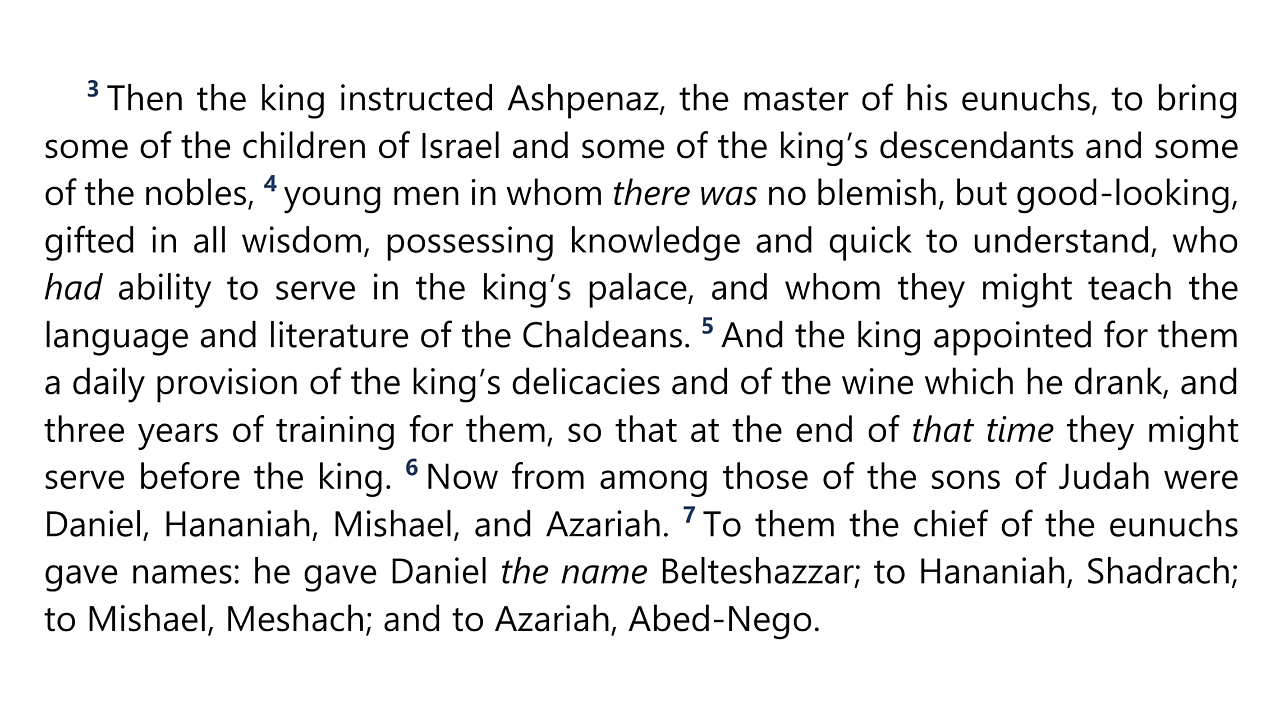 3 Then the king instructed Ashpenaz, the master of his eunuchs, to bring
some of the children of Israel and some of the king’s descendants and some
of the nobles, 4 young men in whom there was no blemish, but good-looking,
gifted in all wisdom, possessing knowledge and quick to understand, who
had ability to serve in the king’s palace, and whom they might teach the
language and literature of the Chaldeans. 5 And the king appointed for them
a daily provision of the king’s delicacies and of the wine which he drank, and
three years of training for them, so that at the end of that time they might
serve before the king. 6 Now from among those of the sons of Judah were
Daniel, Hananiah, Mishael, and Azariah. 7 To them the chief of the eunuchs
gave names: he gave Daniel the name Belteshazzar; to Hananiah, Shadrach;
to Mishael, Meshach; and to Azariah, Abed-Nego.